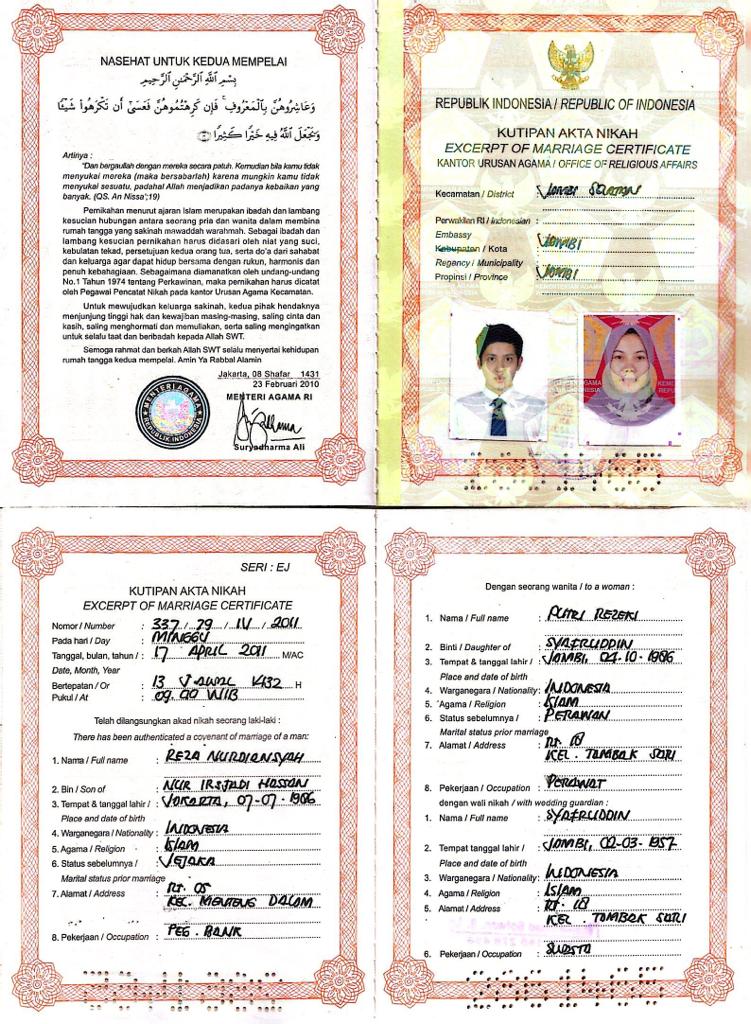 NASEHAT UNTUK KEDUA MEMPELAI
بِسْمِ اللَّهِ الرَّحْمَنِ الرَّحِيمِ
وَعَاشِرُوهُنَّ بِالْمَعْرُوفِ فَإِن كَرِهْتُمُوهُنَّ فَعَسَىٰ أَن تَكْرَهُوا شَيْئًا
وَيَجْعَلَ اللَّهُ فِيهِ خَيْرًا كَثِيرًا
Artinya :
"Dan bergaullah dengan mereka secara patuh. Kemudian bila kamu tidak
menyukai mereka (maka bersabarlah) karena mungkin kamu tidak
menyukai sesuatu, padahal Allah menjadikan padanya kebaikan yang
banyak. (QS. An Nissa';19)
Pernikahan menurut ajaran Islam merupakan ibadah dan lambang
kesucian hubungan antara seorang pria dan wanita dalam membina
rumah tangga yang sakinah mawaddah warahmah. Sebagai ibadah dan
lambang kesucian pernikahan harus didasari oleh niat yang suci,
kebulatan tekad, persetujuan kedua orang tua, serta do'a dari sahabat
dan keluarga agar dapat hidup bersama dengan rukun, harmonis dan
penuh kebahagiaan. Sebagaimana diamanatkan oleh undang-undang
No.1 Tahun 1974 tentang Perkawinan, maka pernikahan harus dicatat
oleh Pegawai Pencatat Nikah pada kantor Urusan Agama Kecamatan.
Untuk mewujudkan keluarga sakinah, kedua pihak hendaknya
menjunjung tinggi hak dan kewajiban masing-masing, saling cinta dan
kasih, saling menghormati dan memuliakan, serta saling mengingatkan
untuk selalu taat dan beribadah kepada Allah SWT.
Semoga rahmat dan berkah Allah SWT selalu menyertai kehidupan
rumah tangga kedua mempelai. Amin Ya Rabbal Alamin
Jakarta, 08 Shafar 1431
23 Februari 2010
MENTERI AGAMA RI
MENTERI AGAMA
REPUBLIK INDONESIA
Suryadharma Ali
REPUBLIK INDONESIA / REPUBLIC OF INDONESIA
KUTIPAN AKTA NIKAH
EXCERPT OF MARRIAGE CERTIFICATE
KANTOR URUSAN AGAMA / OFFICE OF RELIGIOUS AFFAIRS
Kecamatan / District : JAMBI SELATAN
Perwakilan RI / Indonesian :
Embassy
Kabupaten / Kota : JAMBI
Regency / Municipality
Propinsi / Province : JAMBI
SERI : EJ
KUTIPAN AKTA NIKAH
EXCERPT OF MARRIAGE CERTIFICATE
Nomor / Number : 337 / 79 / IV / 2011
Pada hari / Day : MINGGU
Tanggal, bulan, tahun / : 17 APRIL 2011 M/AC
Date, Month, Year
Bertepatan / Or : 13 J. AWAL 1432 H
Pukul / At : 09.00 WIB
Telah dilangsungkan akad nikah seorang laki-laki :
There has been authenticated a covenant of marriage of a man:
1. Nama / Full name : REZA NURDIANSYAH
2. Bin / Son of : NUR IRSJADI HASSAN
3. Tempat & tanggal lahir / : JAKARTA, 07-07-1986
Place and date of birth
4. Warganegara / Nationality : INDONESIA
5. Agama / Religion : ISLAM
6. Status sebelumnya / : JEJAKA
Marital status prior marriage
7. Alamat / Address : RT. 05
KEL. MENTENG DALAM
8. Pekerjaan / Occupation : PEG. BANK
Dengan seorang wanita / to a woman :
1. Nama / Full name : PUTRI REZEKI
2. Binti / Daughter of : SYAFRUDDIN
3. Tempat & tanggal lahir / : JAMBI, 04-10-1986
Place and date of birth
4. Warganegara / Nationality : INDONESIA
5. Agama / Religion : ISLAM
6. Status sebelumnya / : PERAWAN
Marital status prior marriage
7. Alamat / Address : RT. 18
KEL. TAMBAK SARI
8. Pekerjaan / Occupation : PERAWAT
dengan wali nikah / with wedding guardian :
1. Nama / Full name : SYAFRUDDIN
2. Tempat tanggal lahir / : JAMBI, 02-03-1957
Place and date of birth
3. Warganegara / Nationality : INDONESIA
4. Agama / Religion : ISLAM
5. Alamat / Address : RT. 18
KEL. TAMBAK SARI
6. Pekerjaan / Occupation : SWASTA